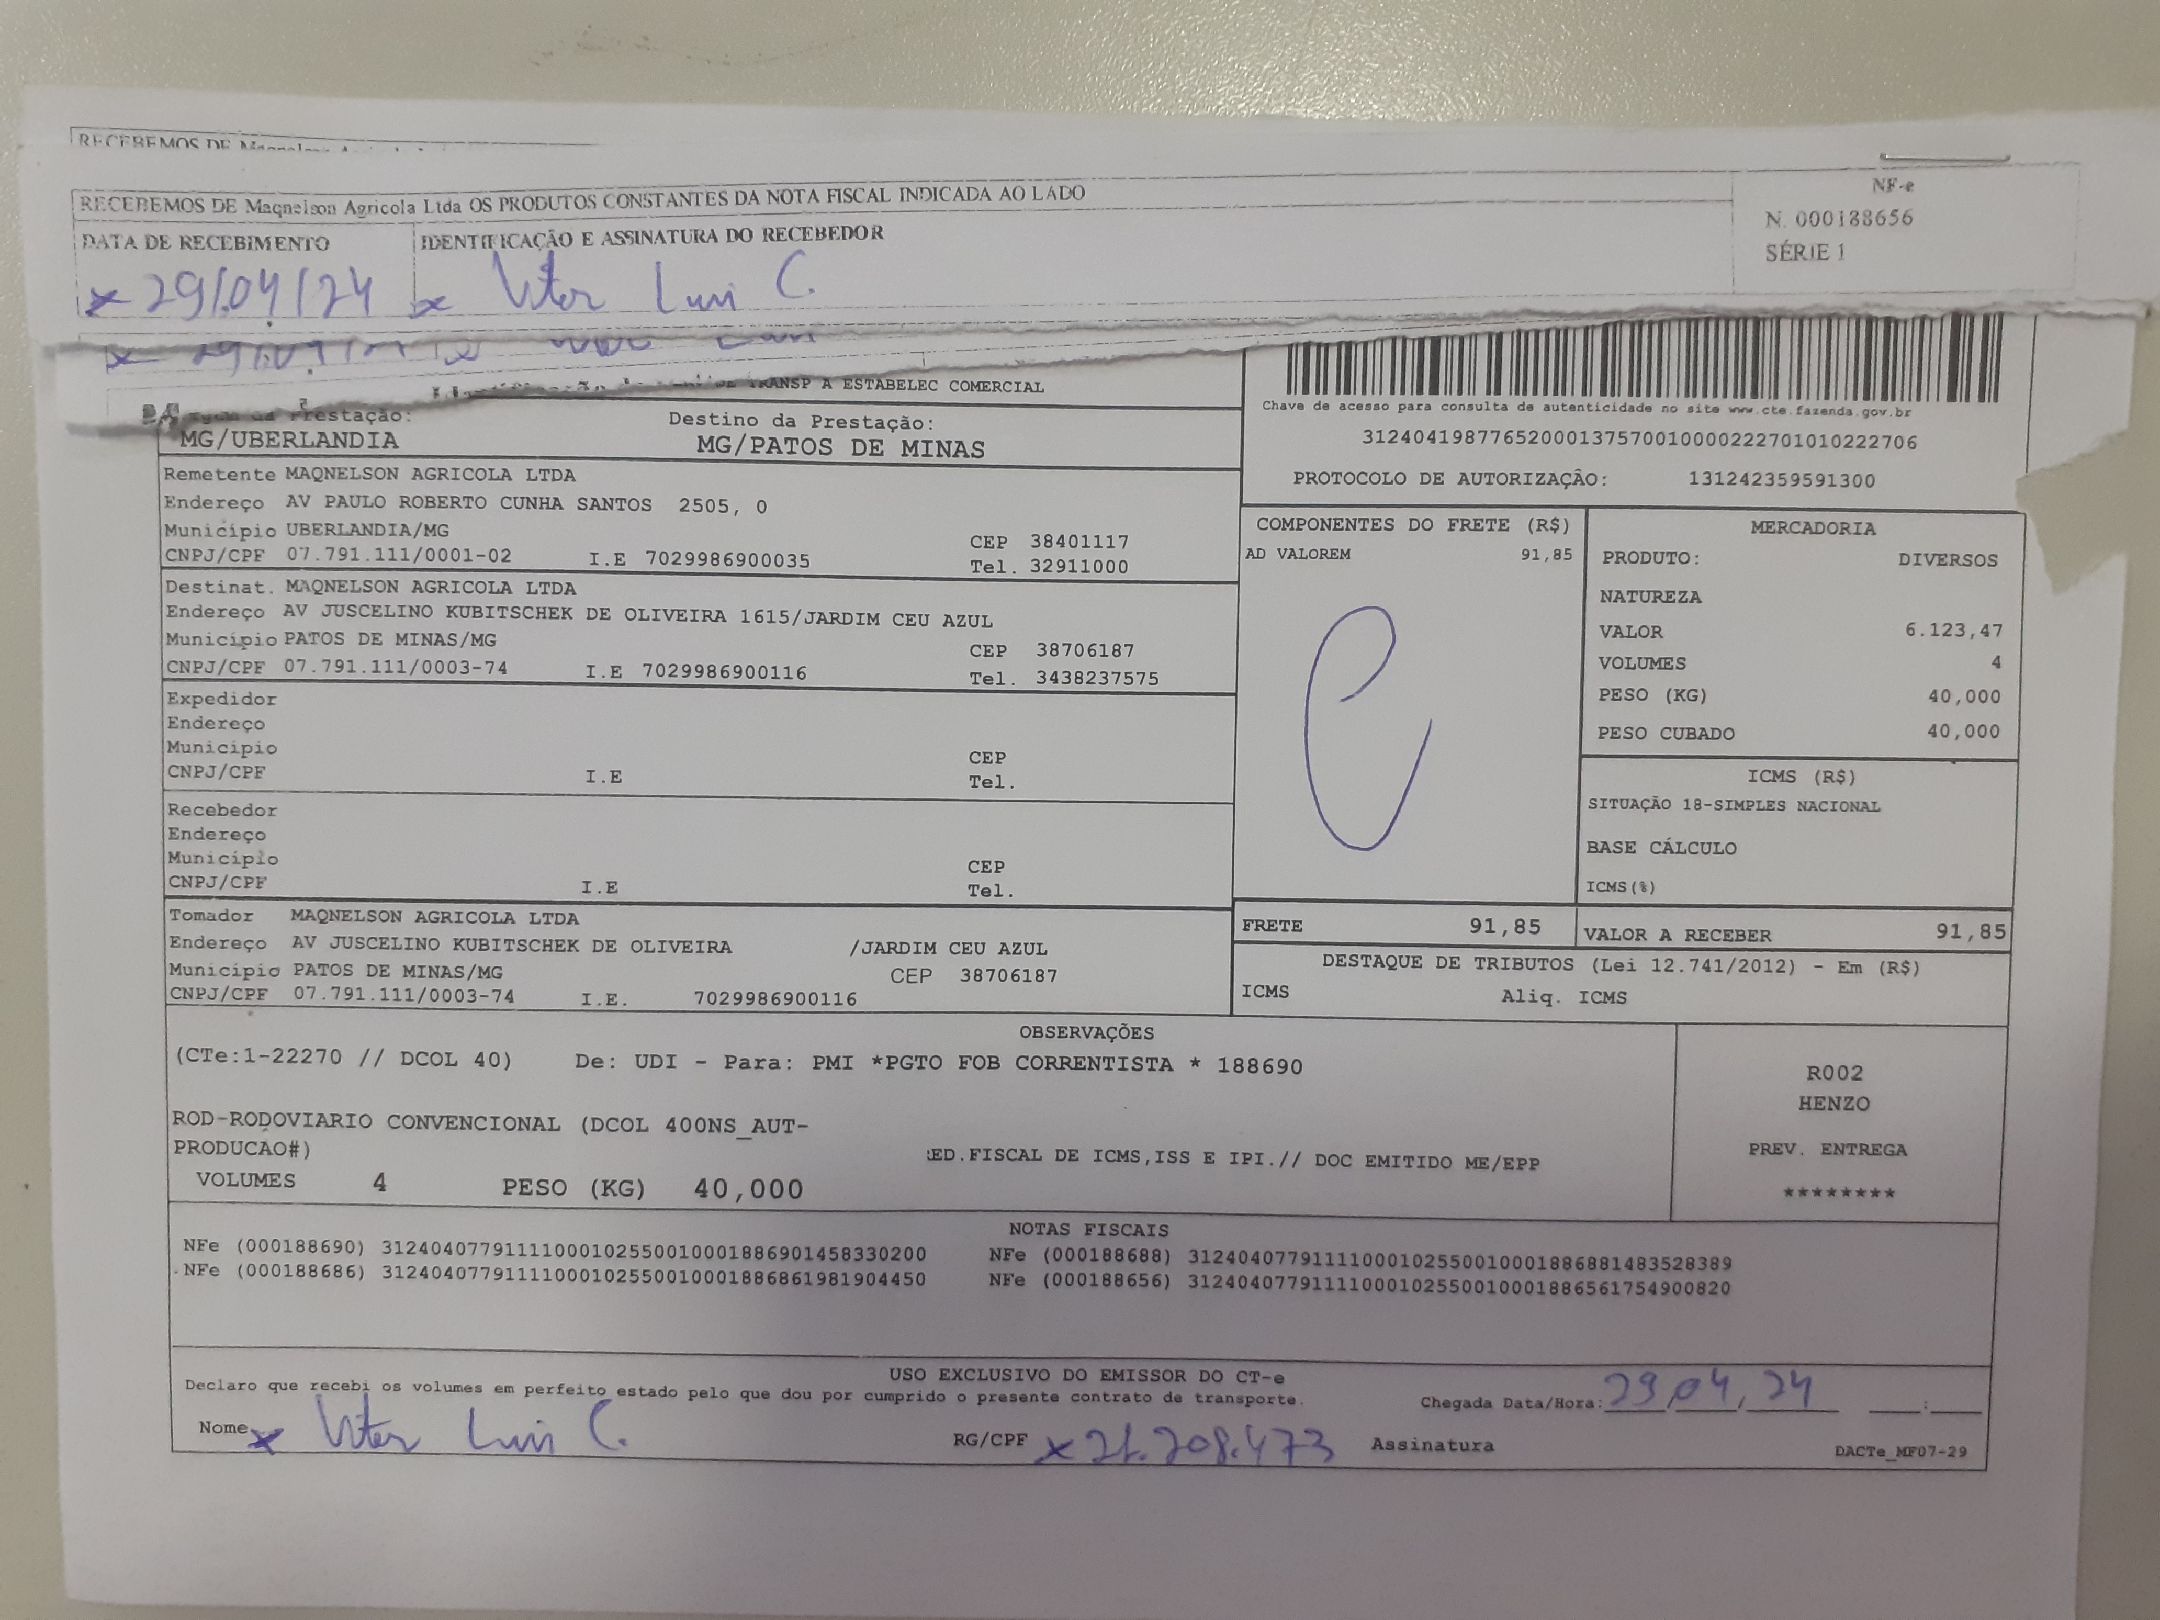 RECEBEMOS DE Maqnelson
RECEBEMOS DE Maqnelson Agricola Ltda OS PRODUTOS CONSTANTES DA NOTA FISCAL INDICADA AO LADO
NF-e
N. 000188656
SÉRIE 1
DATA DE RECEBIMENTO IDENTIFICAÇÃO E ASSINATURA DO RECEBEDOR
x 29/04/24 x Vitor Luis C.
TRANSP A ESTABELEC COMERCIAL
Chave de acesso para consulta de autenticidade no site www.cte.fazenda.gov.br
31240419877652000137570010000222701010222706
PROTOCOLO DE AUTORIZAÇÃO: 131242359591300
Prestação: Destino da Prestação:
MG/UBERLANDIA MG/PATOS DE MINAS
Remetente MAQNELSON AGRICOLA LTDA
Endereço AV PAULO ROBERTO CUNHA SANTOS 2505, 0
Município UBERLANDIA/MG CEP 38401117
CNPJ/CPF 07.791.111/0001-02 I.E 7029986900035 Tel. 32911000
Destinat. MAQNELSON AGRICOLA LTDA
Endereço AV JUSCELINO KUBITSCHEK DE OLIVEIRA 1615/JARDIM CEU AZUL
Município PATOS DE MINAS/MG CEP 38706187
CNPJ/CPF 07.791.111/0003-74 I.E 7029986900116 Tel. 3438237575
Expedidor
Endereço
Município CEP
CNPJ/CPF I.E Tel.
Recebedor
Endereço
Município CEP
CNPJ/CPF I.E Tel.
Tomador MAQNELSON AGRICOLA LTDA
Endereço AV JUSCELINO KUBITSCHEK DE OLIVEIRA /JARDIM CEU AZUL
Município PATOS DE MINAS/MG CEP 38706187
CNPJ/CPF 07.791.111/0003-74 I.E. 7029986900116
COMPONENTES DO FRETE (R$)
AD VALOREM 91,85
MERCADORIA
PRODUTO: DIVERSOS
NATUREZA
VALOR 6.123,47
VOLUMES 4
PESO (KG) 40,000
PESO CUBADO 40,000
ICMS (R$)
SITUAÇÃO 18-SIMPLES NACIONAL
BASE CÁLCULO
ICMS(%)
FRETE 91,85 VALOR A RECEBER 91,85
DESTAQUE DE TRIBUTOS (Lei 12.741/2012) - Em (R$)
ICMS Aliq. ICMS
OBSERVAÇÕES
(CTe:1-22270 // DCOL 40) De: UDI - Para: PMI *PGTO FOB CORRENTISTA * 188690
ROD-RODOVIARIO CONVENCIONAL (DCOL 400NS_AUT-
PRODUCAO#) ED.FISCAL DE ICMS,ISS E IPI.// DOC EMITIDO ME/EPP
VOLUMES 4 PESO (KG) 40,000
R002
HENZO
PREV. ENTREGA
********
NOTAS FISCAIS
NFe (000188690) 31240407791111000102550010001886901458330200 NFe (000188688) 31240407791111000102550010001886881483528389
NFe (000188686) 31240407791111000102550010001886861981904450 NFe (000188656) 31240407791111000102550010001886561754900820
USO EXCLUSIVO DO EMISSOR DO CT-e
Declaro que recebi os volumes em perfeito estado pelo que dou por cumprido o presente contrato de transporte. Chegada Data/Hora: 29/04/24 __:__
Nome x Vitor Luis C. RG/CPF x 21.208.473 Assinatura DACTe_MF07-29